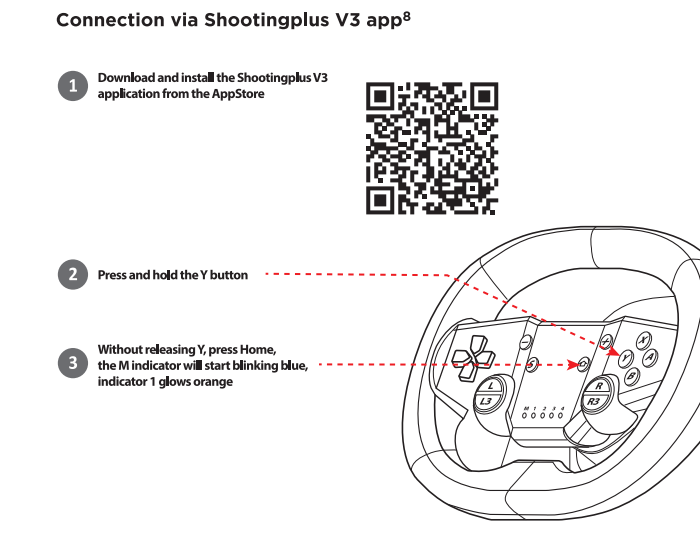 Connection via Shootingplus V3 app⁸
1
Download and install the Shootingplus V3
application from the AppStore
2
Press and hold the Y button
3
Without releasing Y, press Home,
the M indicator will start blinking blue,
indicator 1 glows orange
X
Y
A
B
L
L3
R
R3
M 1 2 3 4